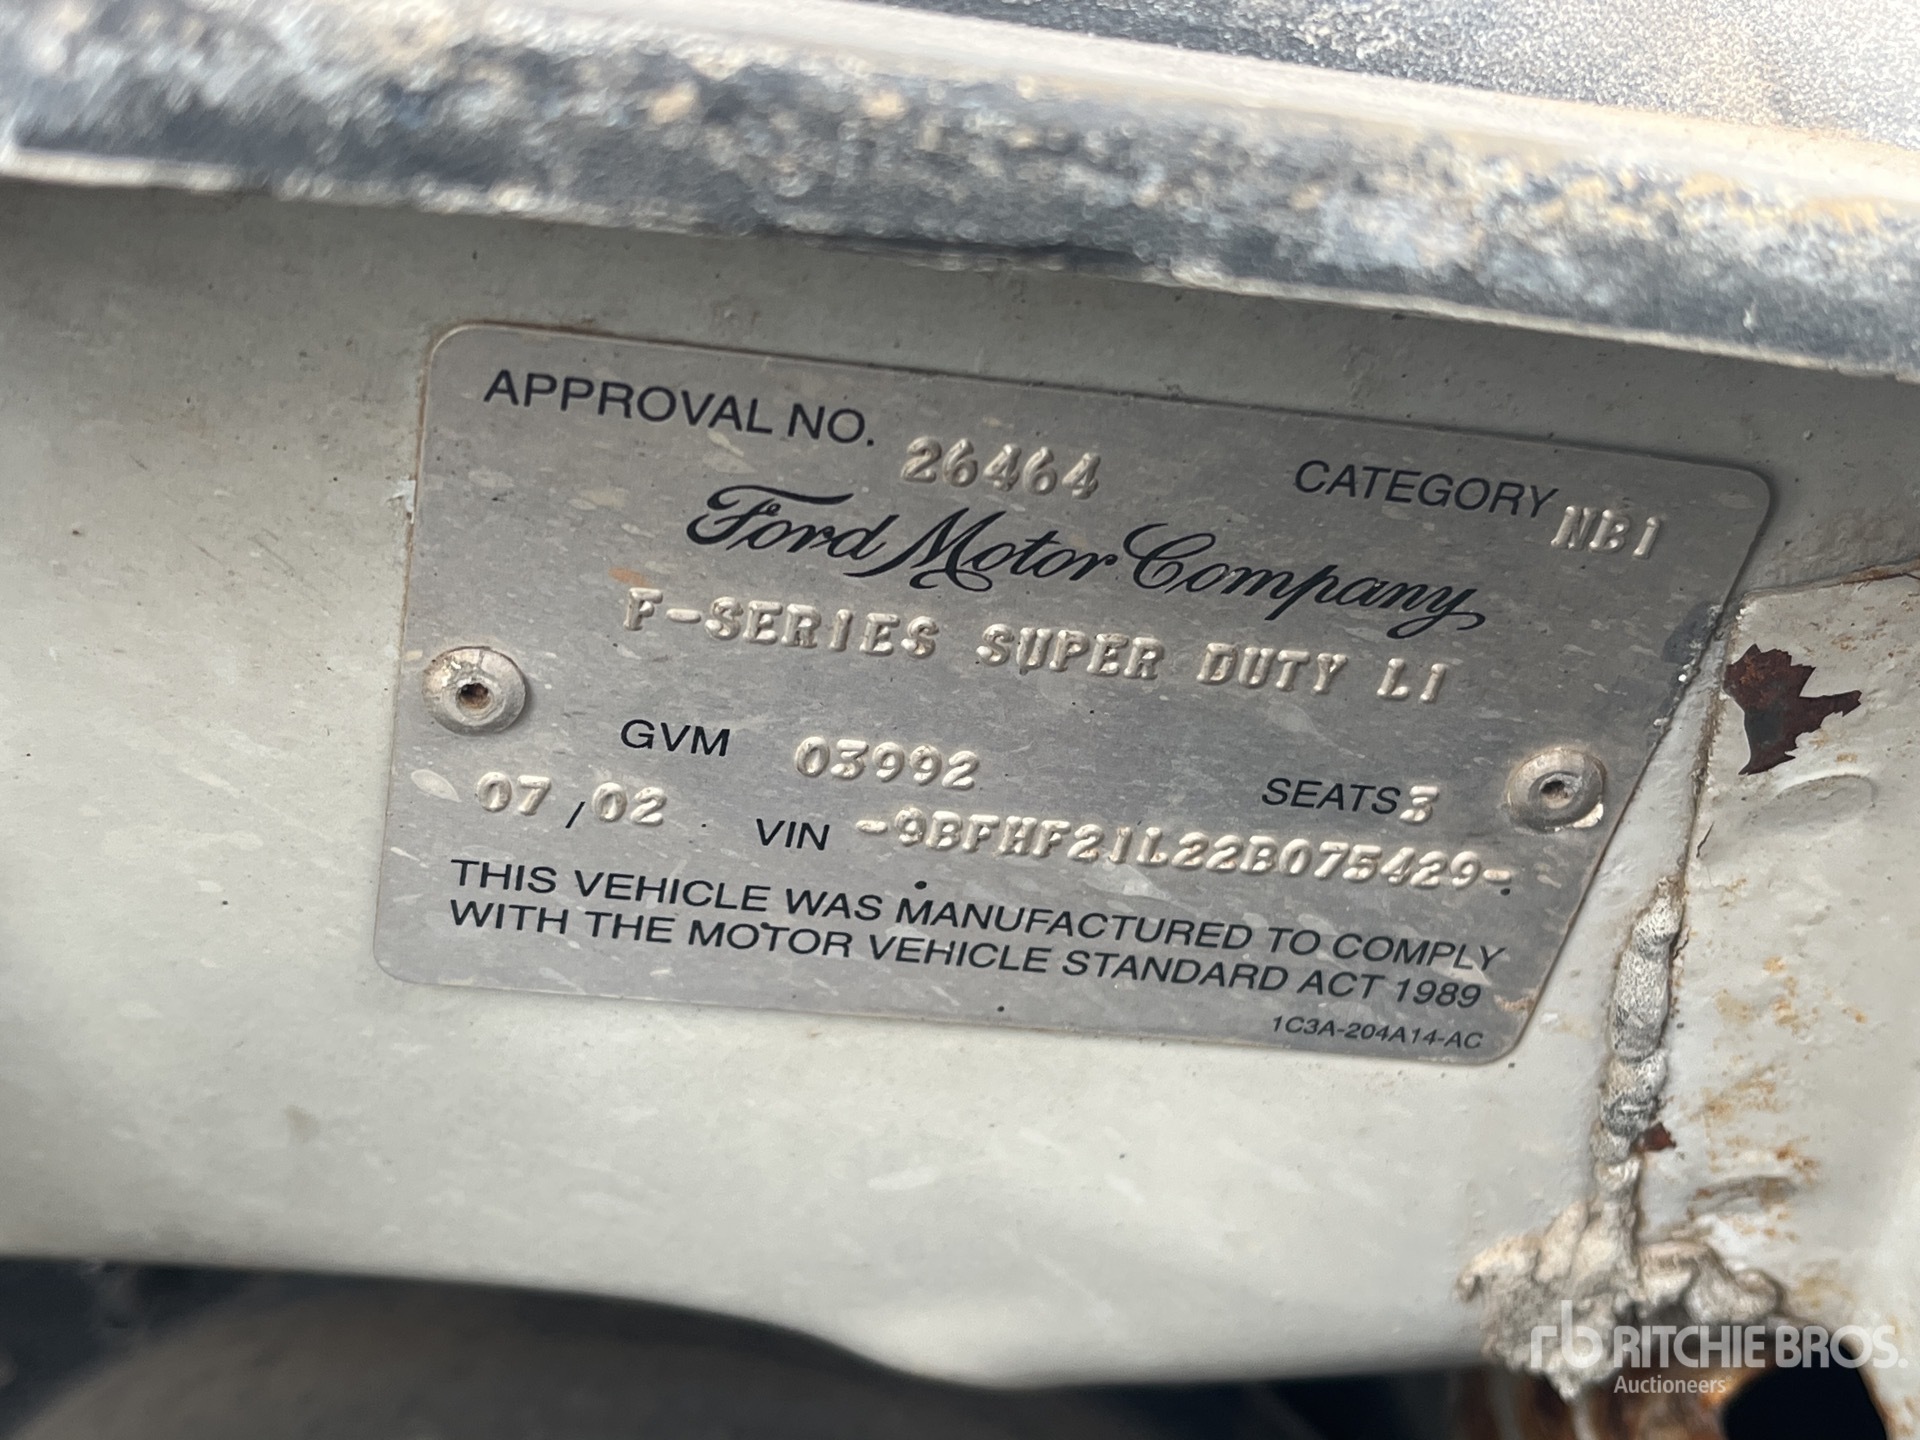 APPROVAL NO. 26464 CATEGORY NB1
Ford Motor Company
F-SERIES SUPER DUTY L1
GVM 03992 SEATS 3
07/02 VIN -9BFHF21L22B075429-
THIS VEHICLE WAS MANUFACTURED TO COMPLY
WITH THE MOTOR VEHICLE STANDARD ACT 1989
1C3A-204A14-AC
rb RITCHIE BROS.
Auctioneers